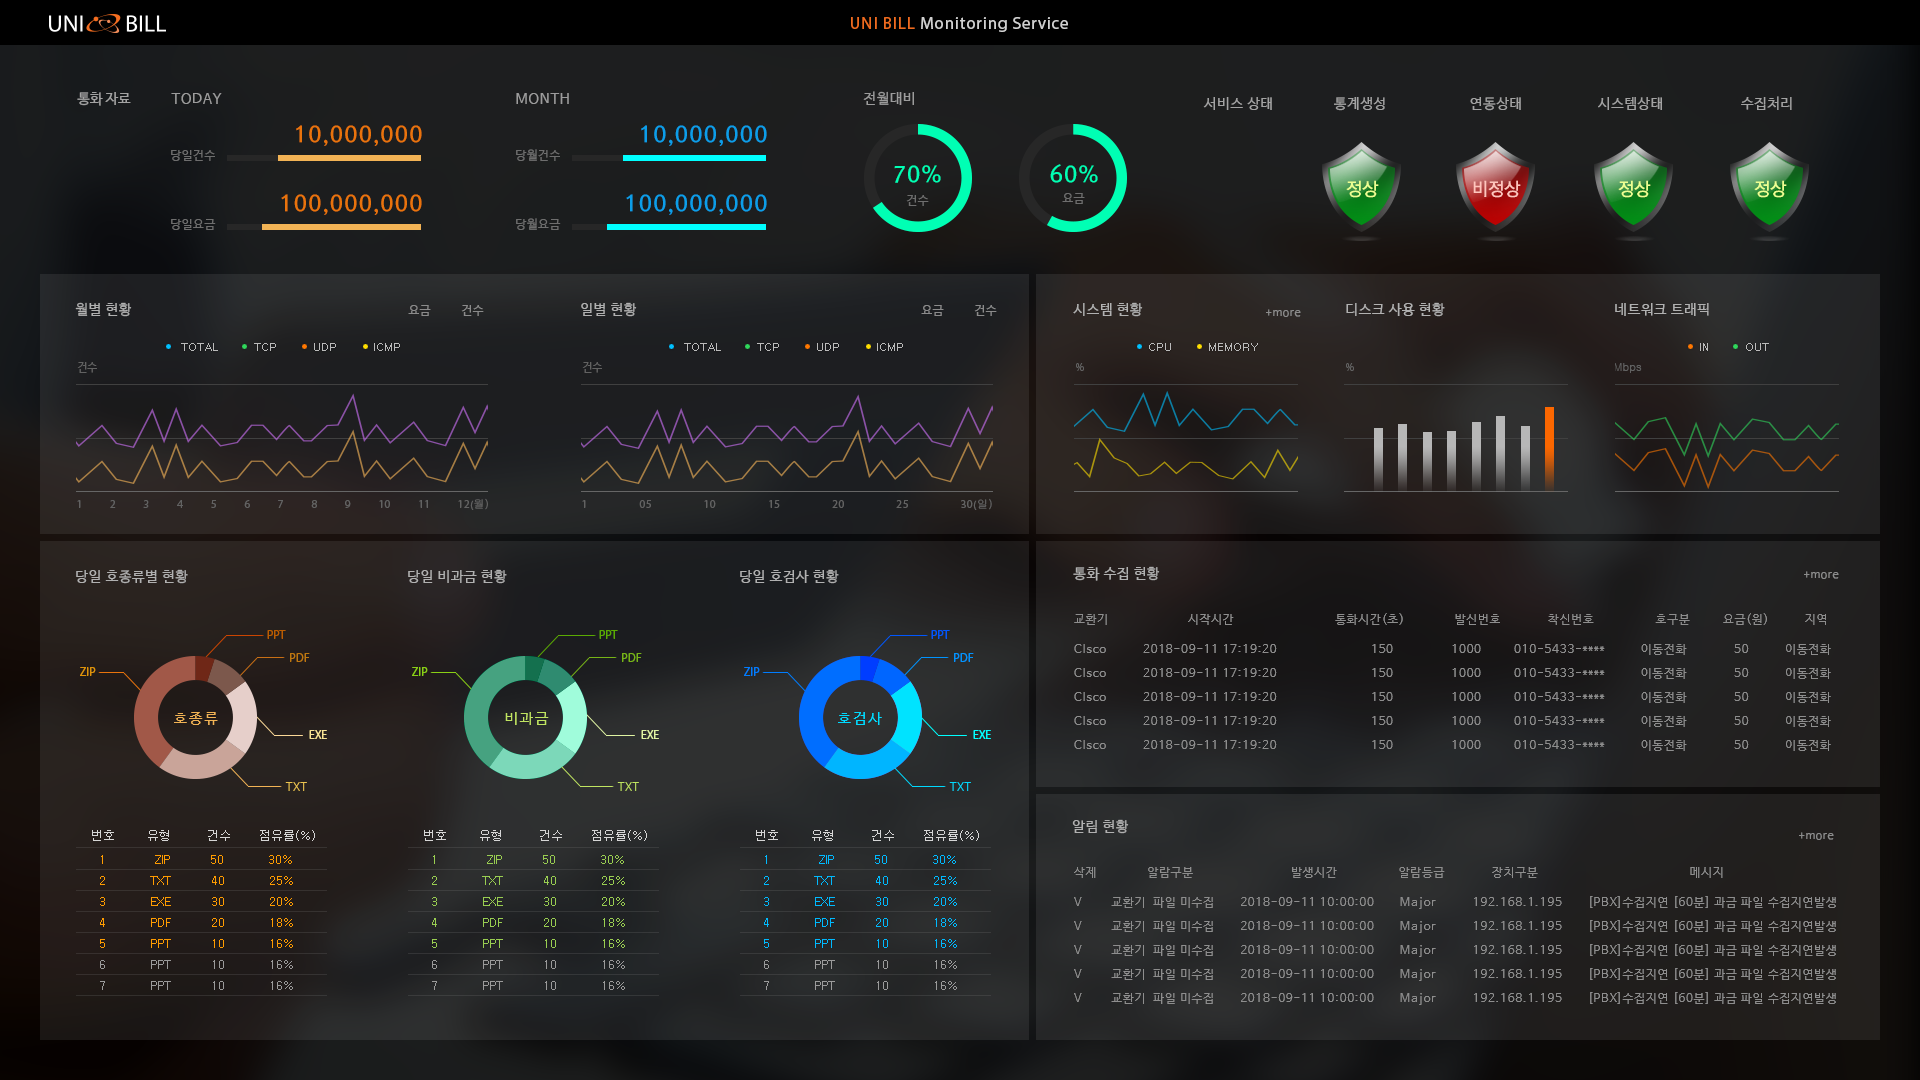 UNI BILL
UNI BILL Monitoring Service
통화 자료
TODAY
당일건수 10,000,000
당일요금 100,000,000
MONTH
당월건수 10,000,000
당월요금 100,000,000
전월대비
70%
건수
60%
요금
서비스 상태 통계생성 연동상태 시스템상태 수집처리
정상 비정상 정상 정상
월별 현황 요금 건수
TOTAL TCP UDP ICMP
건수
1 2 3 4 5 6 7 8 9 10 11 12(월)
일별 현황 요금 건수
TOTAL TCP UDP ICMP
건수
1 05 10 15 20 25 30(일)
시스템 현황 +more
CPU MEMORY
%
디스크 사용 현황
%
네트워크 트래픽
IN OUT
Mbps
당일 호종류별 현황
PPT
PDF
ZIP
호종류
EXE
TXT
번호 유형 건수 점유률(%)
1 ZIP 50 30%
2 TXT 40 25%
3 EXE 30 20%
4 PDF 20 18%
5 PPT 10 16%
6 PPT 10 16%
7 PPT 10 16%
당일 비과금 현황
PPT
PDF
ZIP
비과금
EXE
TXT
번호 유형 건수 점유률(%)
1 ZIP 50 30%
2 TXT 40 25%
3 EXE 30 20%
4 PDF 20 18%
5 PPT 10 16%
6 PPT 10 16%
7 PPT 10 16%
당일 호검사 현황
PPT
PDF
ZIP
호검사
EXE
TXT
번호 유형 건수 점유률(%)
1 ZIP 50 30%
2 TXT 40 25%
3 EXE 30 20%
4 PDF 20 18%
5 PPT 10 16%
6 PPT 10 16%
7 PPT 10 16%
통화 수집 현황 +more
교환기 시작시간 통화시간(초) 발신번호 착신번호 호구분 요금(원) 지역
CIsco 2018-09-11 17:19:20 150 1000 010-5433-**** 이동전화 50 이동전화
CIsco 2018-09-11 17:19:20 150 1000 010-5433-**** 이동전화 50 이동전화
CIsco 2018-09-11 17:19:20 150 1000 010-5433-**** 이동전화 50 이동전화
CIsco 2018-09-11 17:19:20 150 1000 010-5433-**** 이동전화 50 이동전화
CIsco 2018-09-11 17:19:20 150 1000 010-5433-**** 이동전화 50 이동전화
알림 현황 +more
삭제 알람구분 발생시간 알람등급 장치구분 메시지
V 교환기 파일 미수집 2018-09-11 10:00:00 Major 192.168.1.195 [PBX]수집지연 [60분] 과금 파일 수집지연발생
V 교환기 파일 미수집 2018-09-11 10:00:00 Major 192.168.1.195 [PBX]수집지연 [60분] 과금 파일 수집지연발생
V 교환기 파일 미수집 2018-09-11 10:00:00 Major 192.168.1.195 [PBX]수집지연 [60분] 과금 파일 수집지연발생
V 교환기 파일 미수집 2018-09-11 10:00:00 Major 192.168.1.195 [PBX]수집지연 [60분] 과금 파일 수집지연발생
V 교환기 파일 미수집 2018-09-11 10:00:00 Major 192.168.1.195 [PBX]수집지연 [60분] 과금 파일 수집지연발생